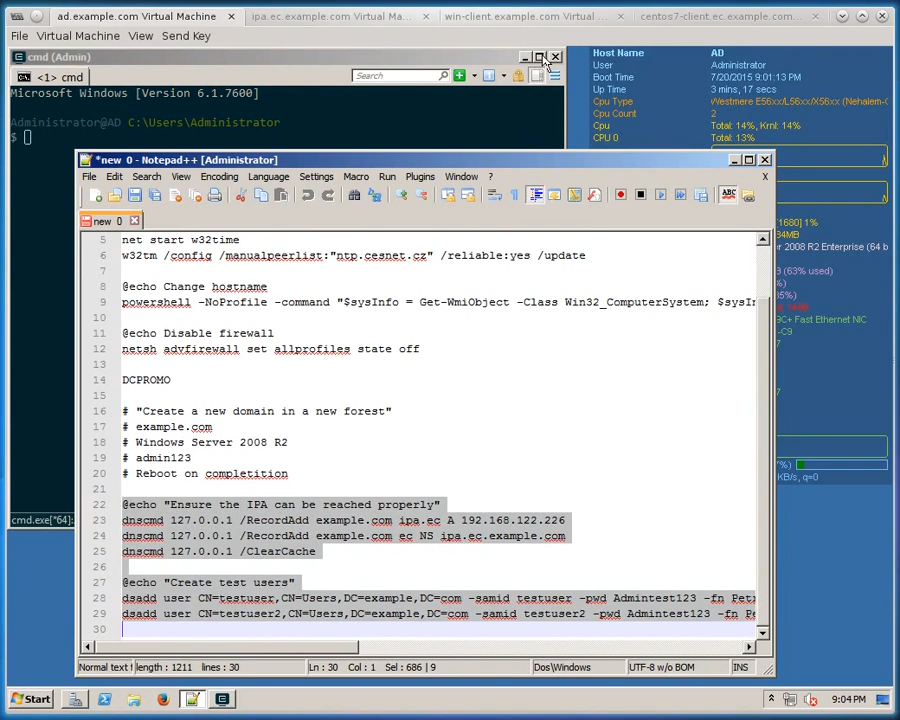 ad.example.com Virtual Machine
ipa.ec.example.com Virtual Ma...
win-client.example.com Virtual ...
centos7-client.ec.example.com...
File Virtual Machine View Send Key
cmd (Admin)
<1> cmd
Search
Microsoft Windows [Version 6.1.7600]
Administrator@AD C:\Users\Administrator
$
Host Name AD
User Administrator
Boot Time 7/20/2015 9:01:13 PM
Up Time 3 mins, 17 secs
Cpu Type Westmere E56xx/L56xx/X56xx (Nehalem-C
Cpu Count 2
Cpu Total: 14%, Krnl: 14%
CPU 0 Total: 13%
[1680] 1%
34MB
2008 R2 Enterprise (64 b
(63% used)
%)
5%)
9C+ Fast Ethernet NIC
-C9
7
7%)
KB/s, q=0
*new 0 - Notepad++ [Administrator]
File Edit Search View Encoding Language Settings Macro Run Plugins Window ? X
new 0
5 net start w32time
6 w32tm /config /manualpeerlist:"ntp.cesnet.cz" /reliable:yes /update
7
8 @echo Change hostname
9 powershell -NoProfile -command "$sysInfo = Get-WmiObject -Class Win32_ComputerSystem; $sysIn
10
11 @echo Disable firewall
12 netsh advfirewall set allprofiles state off
13
14 DCPROMO
15
16 # "Create a new domain in a new forest"
17 # example.com
18 # Windows Server 2008 R2
19 # admin123
20 # Reboot on completition
21
22 @echo "Ensure the IPA can be reached properly"
23 dnscmd 127.0.0.1 /RecordAdd example.com ipa.ec A 192.168.122.226
24 dnscmd 127.0.0.1 /RecordAdd example.com ec NS ipa.ec.example.com
25 dnscmd 127.0.0.1 /ClearCache
26
27 @echo "Create test users"
28 dsadd user CN=testuser,CN=Users,DC=example,DC=com -samid testuser -pwd Admintest123 -fn Pet
29 dsadd user CN=testuser2,CN=Users,DC=example,DC=com -samid testuser2 -pwd Admintest123 -fn Pe
30
cmd.exe[*64]:
Normal text f length : 1211 lines : 30 Ln : 30 Col : 1 Sel : 686 | 9 Dos\Windows UTF-8 w/o BOM INS
Start
9:04 PM